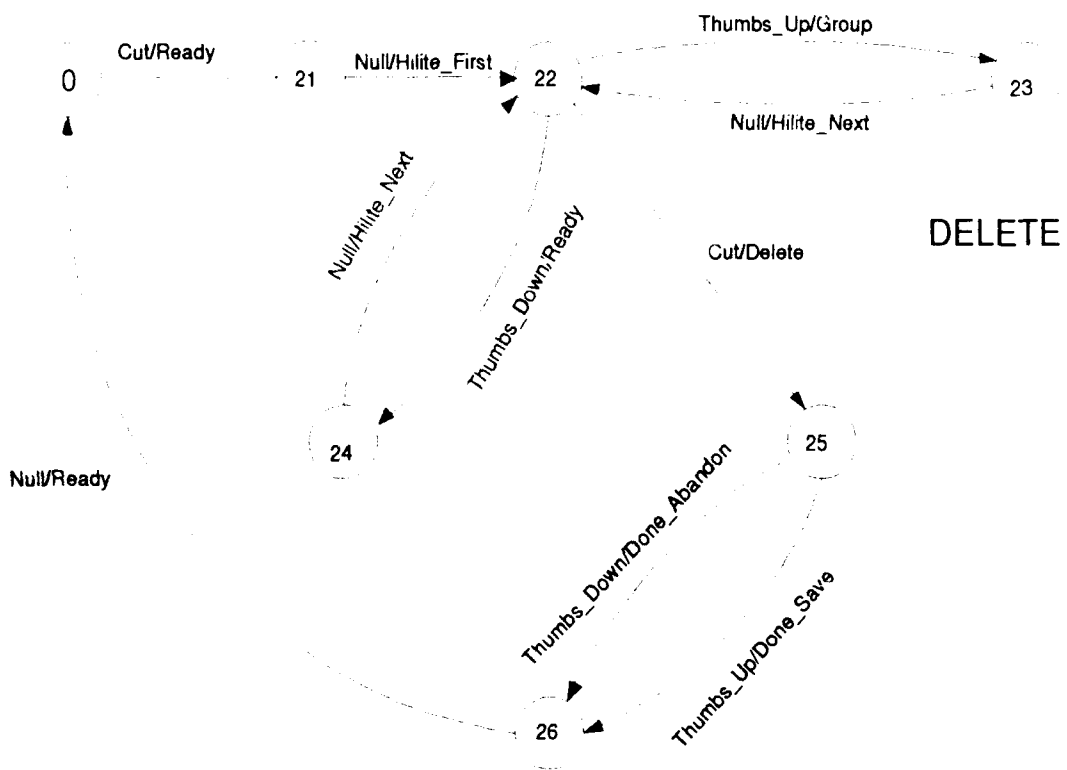 Thumbs_Up/Group
Cut/Ready
Null/Hilite_First
0
21
22
23
Null/Hilite_Next
Null/Hilite_Next
Thumbs_Down/Ready
DELETE
Cut/Delete
24
25
Null/Ready
Thumbs_Down/Done_Abandon
Thumbs_Up/Done_Save
26